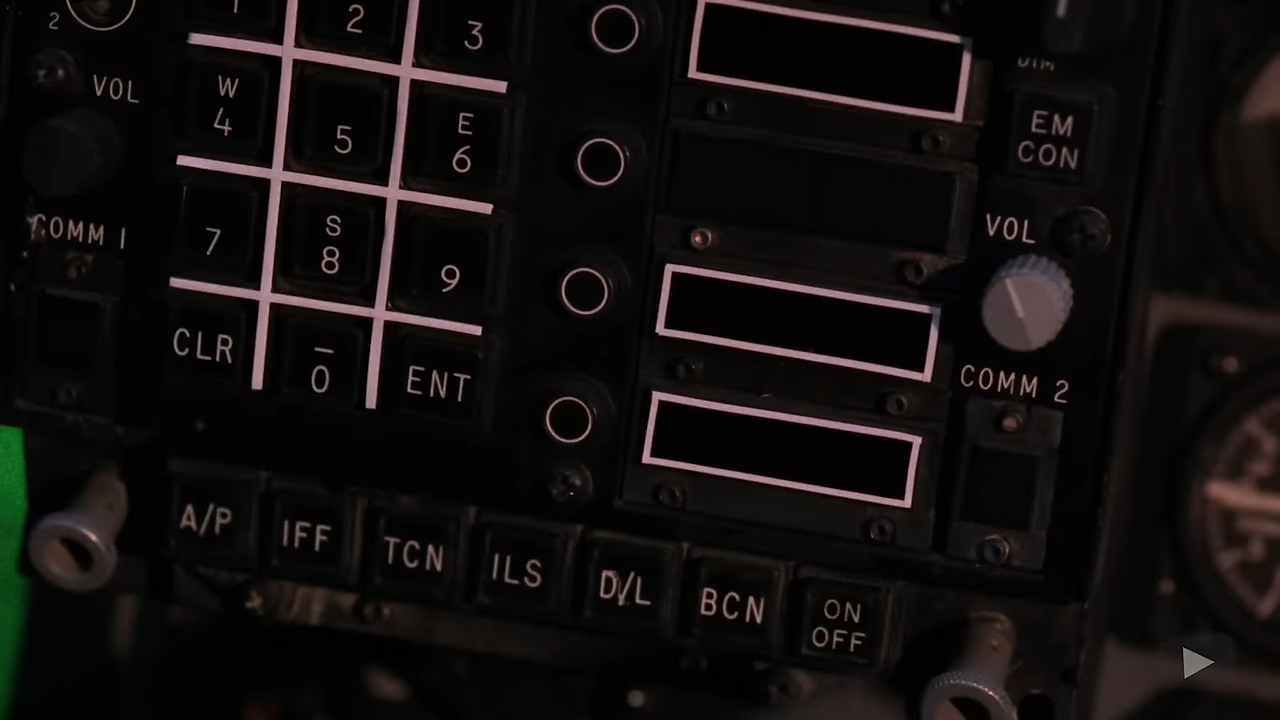 2
1
2
3
VOL
W
4
5
E
6
DIM
EM
CON
COMM 1
7
S
8
9
VOL
CLR
–
0
ENT
COMM 2
A/P
IFF
TCN
ILS
D/L
BCN
ON
OFF